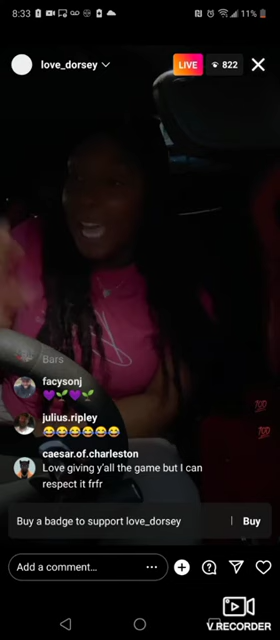 8:33
11%
love_dorsey
LIVE
822
Bars
facysonj
💜🌱💜🌱
julius.ripley
😂😂😂😂😂😂
caesar.of.charleston
Love giving y'all the game but I can
respect it frfr
💯
💯
Buy a badge to support love_dorsey
Buy
Add a comment...
V RECORDER